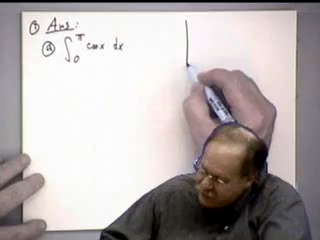 ① Ans:
ⓐ ∫₀^π cos x dx